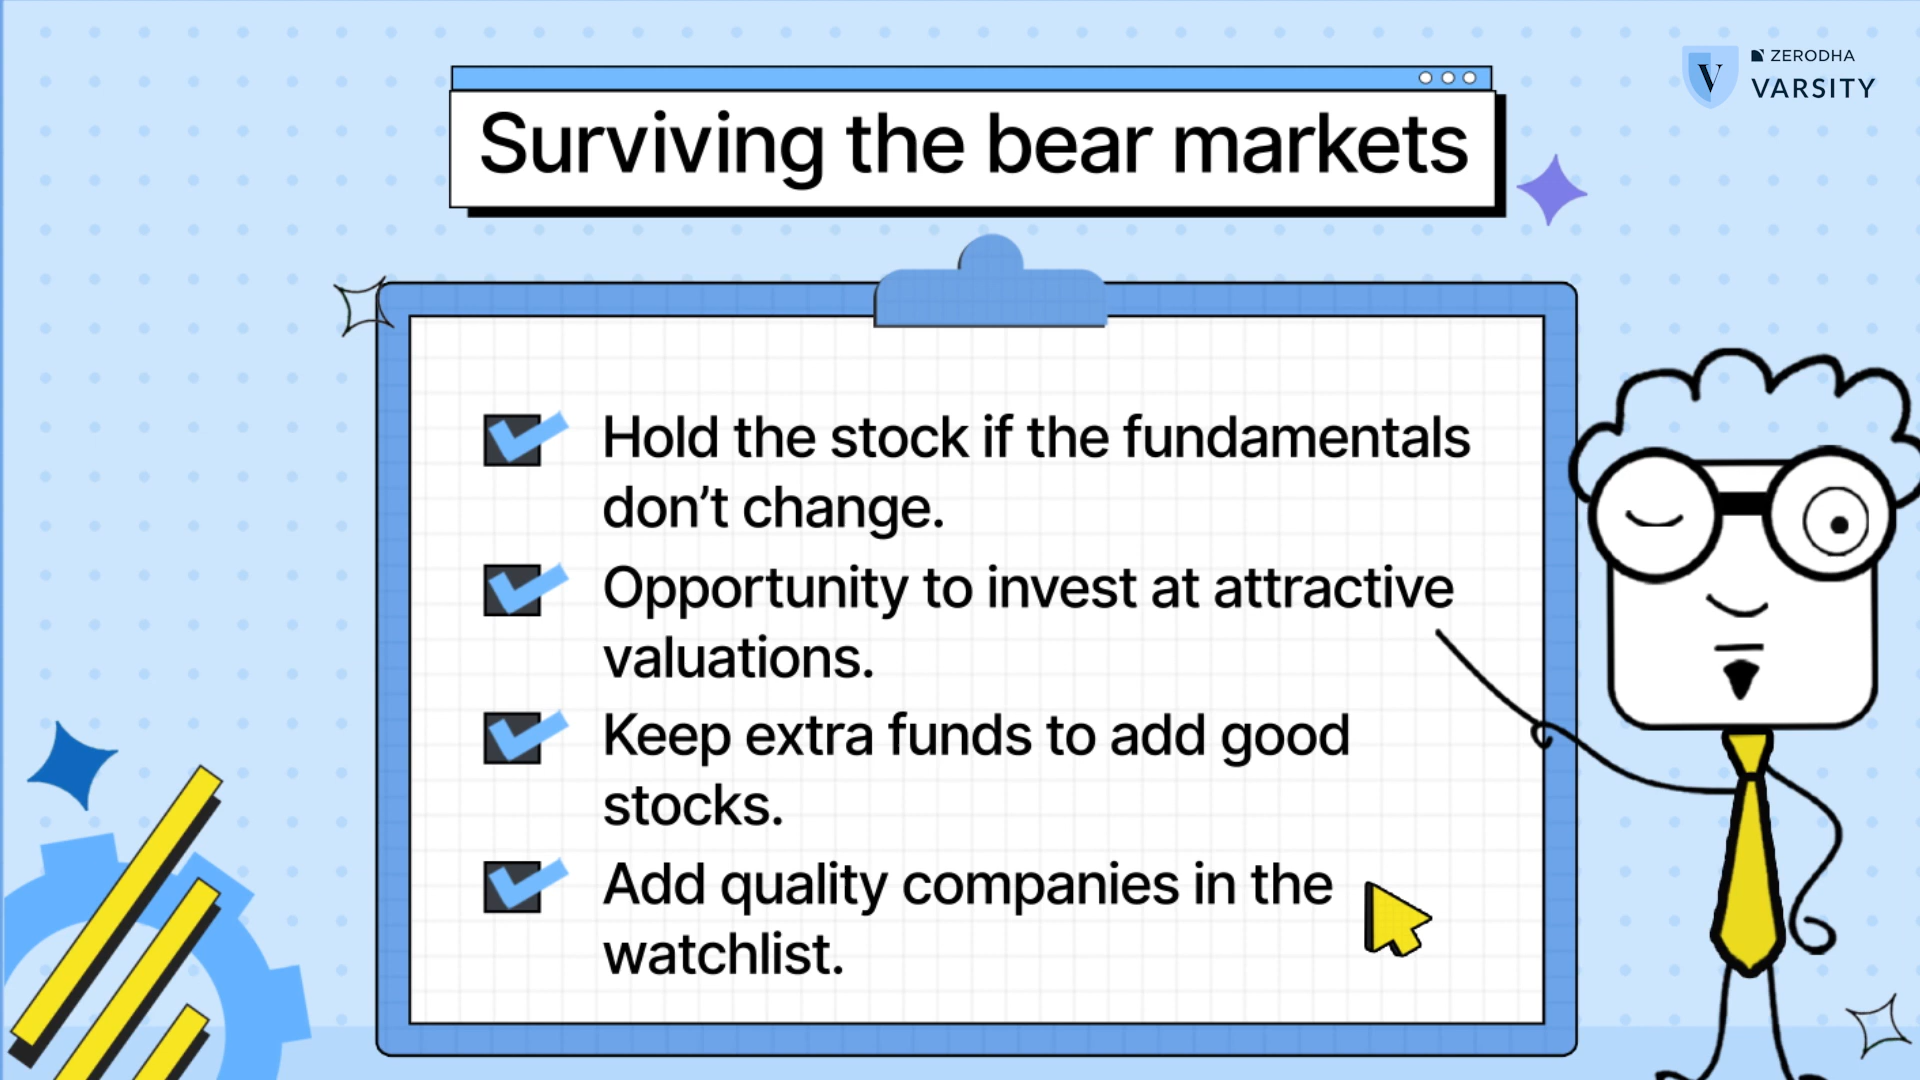 ZERODHA
VARSITY
Surviving the bear markets
Hold the stock if the fundamentals
don’t change.
Opportunity to invest at attractive
valuations.
Keep extra funds to add good
stocks.
Add quality companies in the
watchlist.